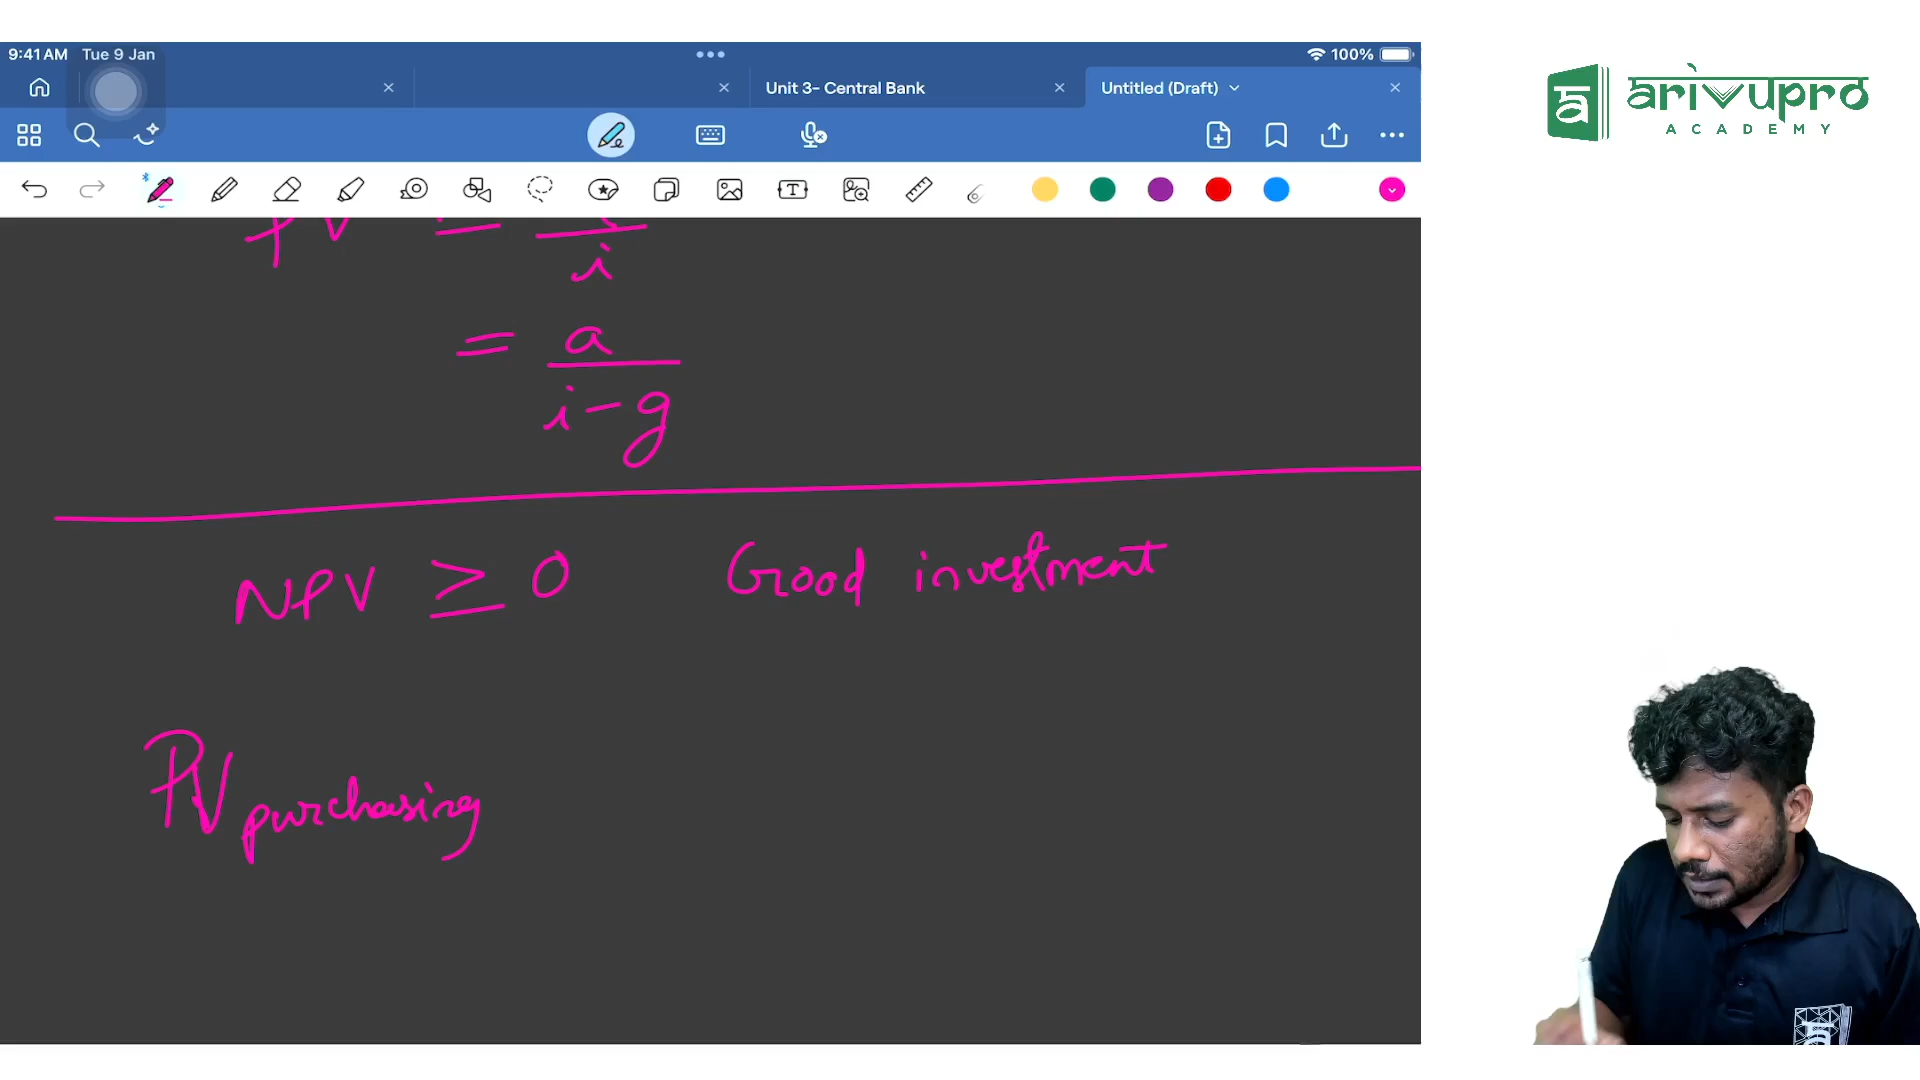 9:41 AM Tue 9 Jan
100%
Unit 3- Central Bank
Untitled (Draft)
arivupro
ACADEMY
PV =
i
= a
i - g
NPV ≥ 0 Good investment
PV purchasing